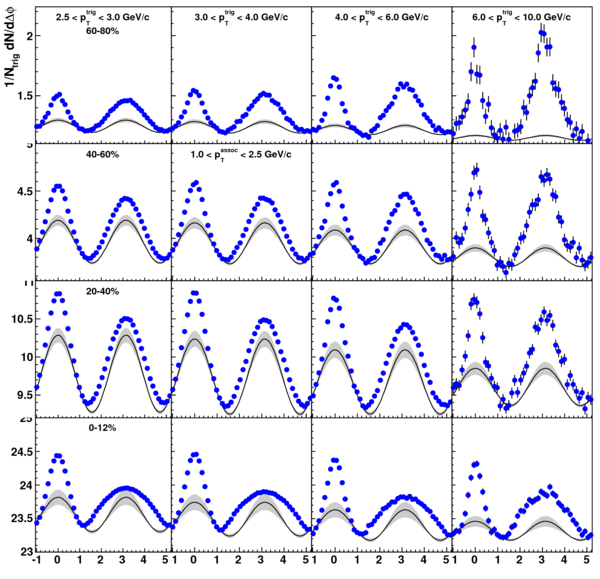 1/N_trig dN/dΔφ
2.5 < p_T^trig < 3.0 GeV/c
3.0 < p_T^trig < 4.0 GeV/c
4.0 < p_T^trig < 6.0 GeV/c
6.0 < p_T^trig < 10.0 GeV/c
60-80%
2
1.5
40-60%
1.0 < p_T^assoc < 2.5 GeV/c
4.5
4
20-40%
10.5
10
9.5
0-12%
24.5
24
23.5
23
-1 0 1 2 3 4 5 -1 0 1 2 3 4 5 -1 0 1 2 3 4 5 -1 0 1 2 3 4 5